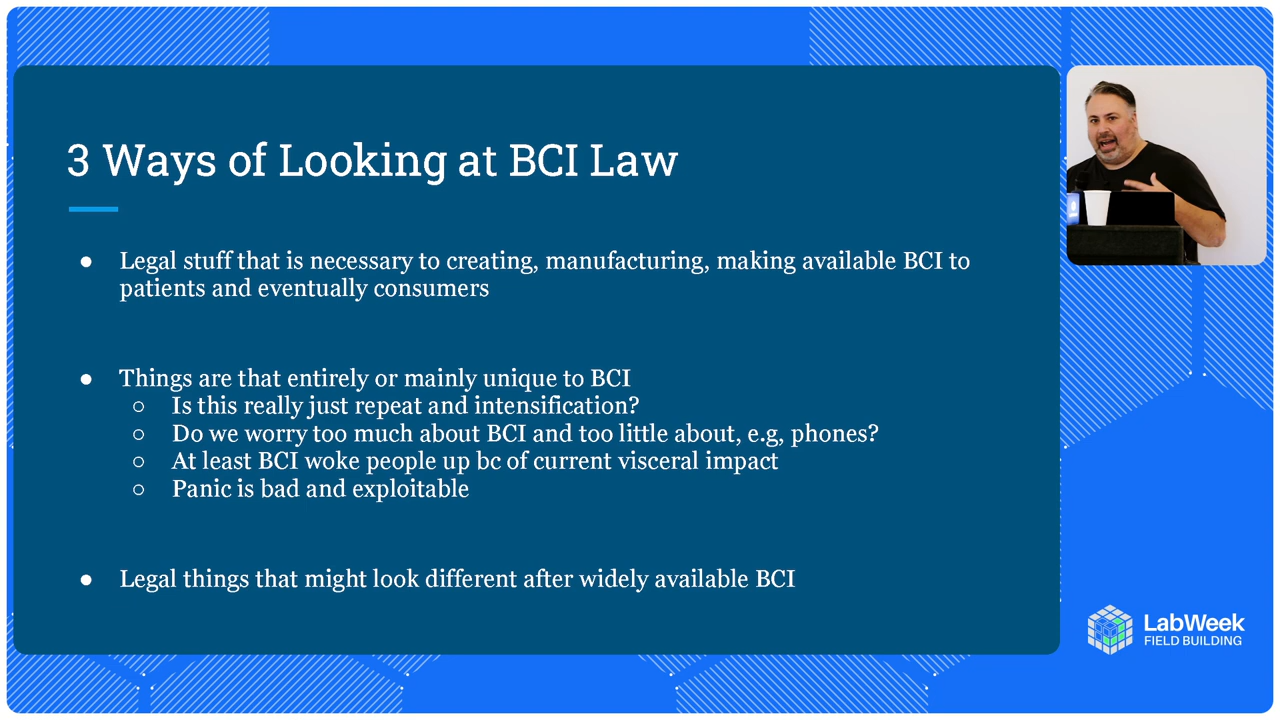 3 Ways of Looking at BCI Law
● Legal stuff that is necessary to creating, manufacturing, making available BCI to
patients and eventually consumers
● Things are that entirely or mainly unique to BCI
○ Is this really just repeat and intensification?
○ Do we worry too much about BCI and too little about, e.g, phones?
○ At least BCI woke people up bc of current visceral impact
○ Panic is bad and exploitable
● Legal things that might look different after widely available BCI
LabWeek
FIELD BUILDING